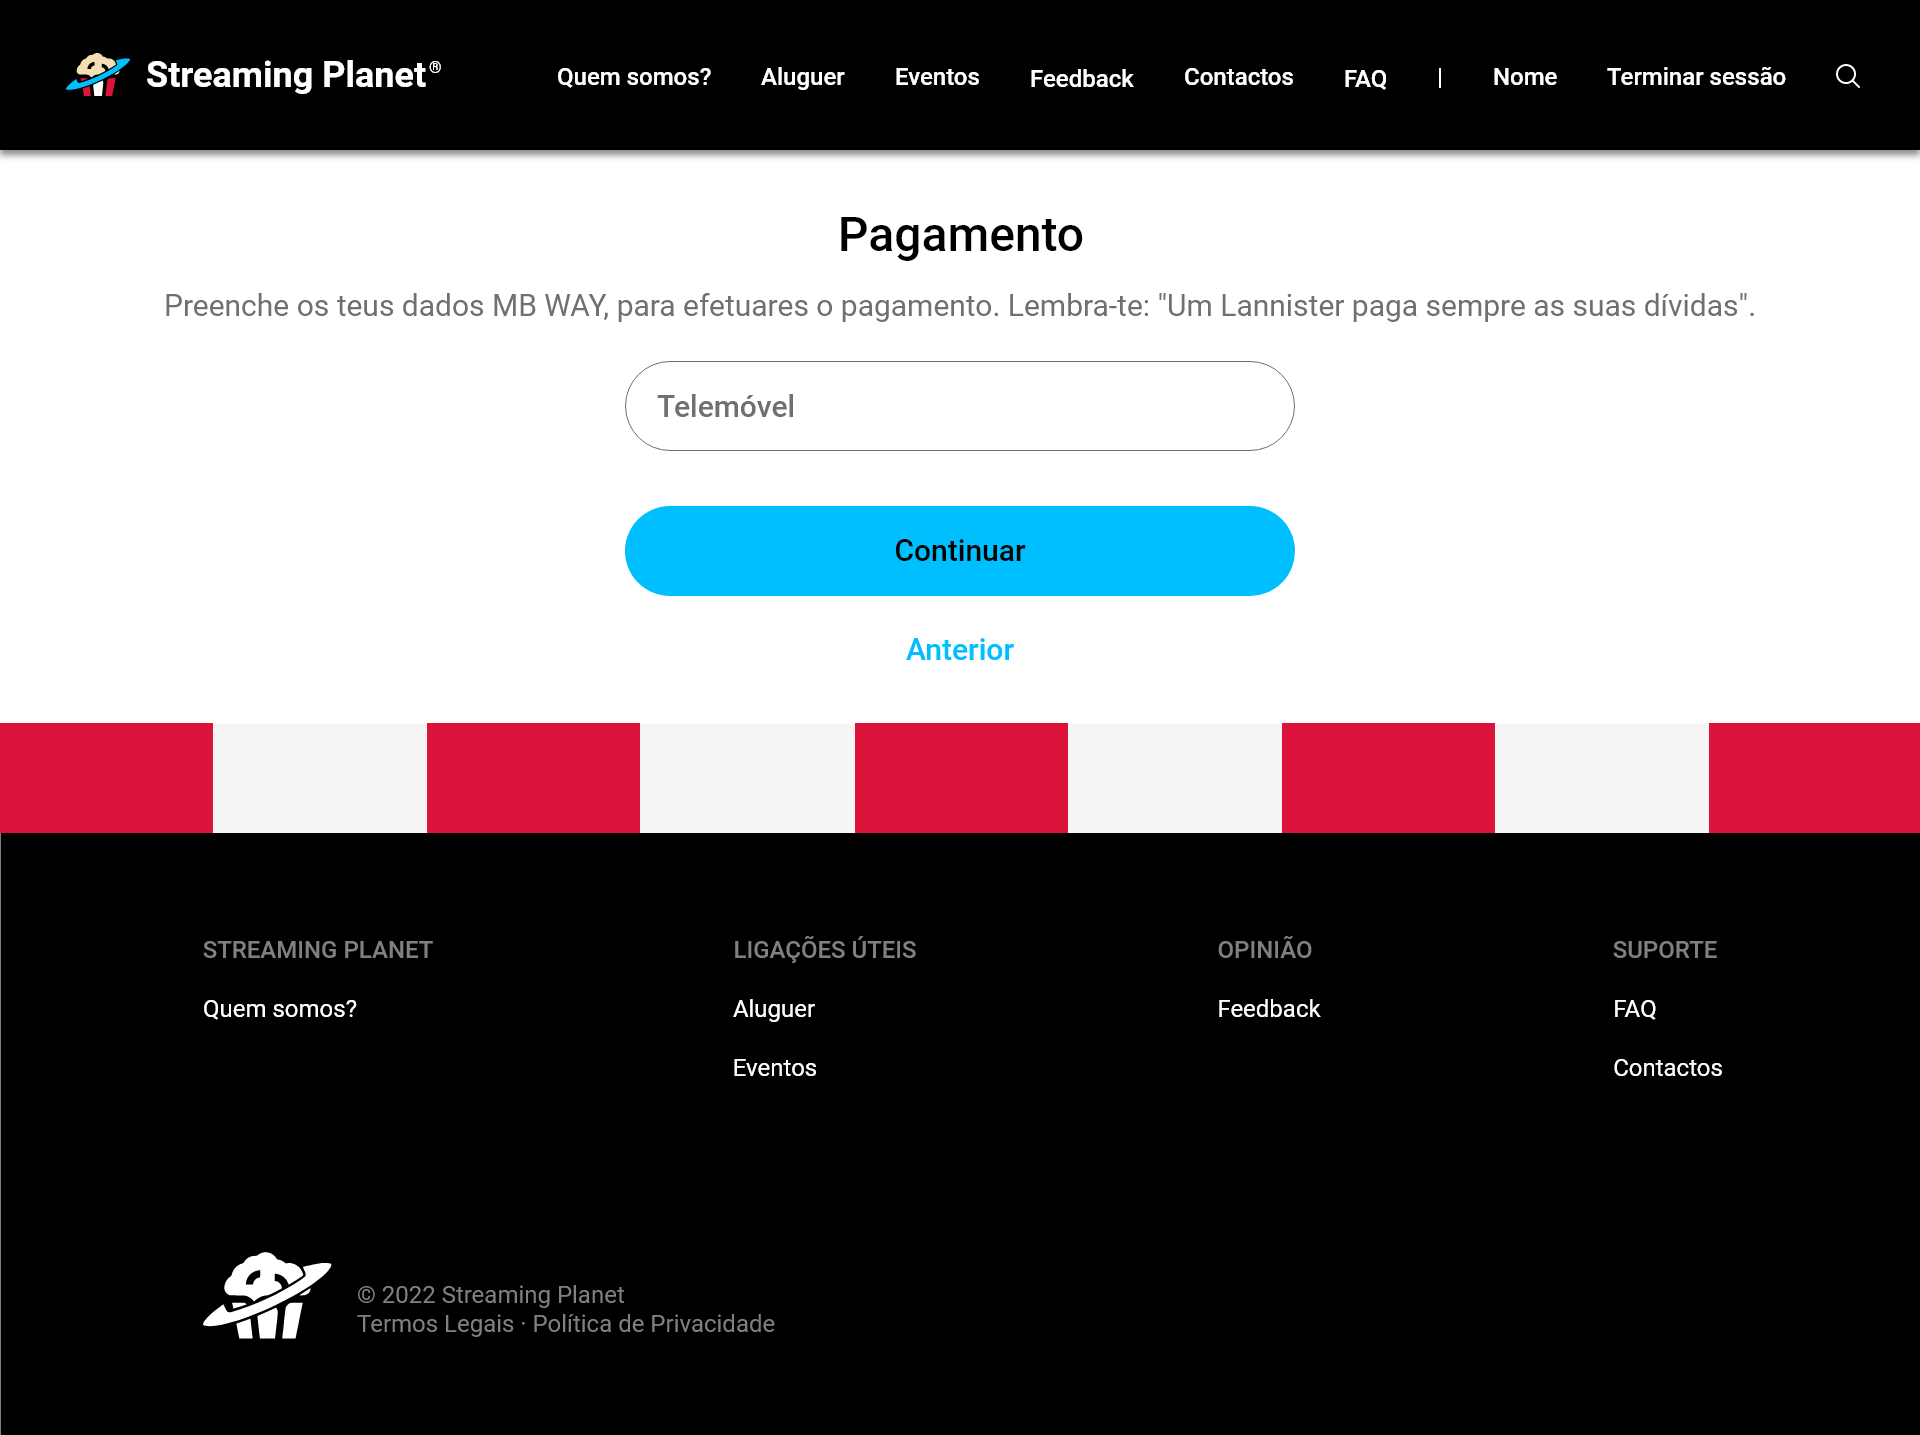 Streaming Planet®
Quem somos?
Aluguer
Eventos
Feedback
Contactos
FAQ
|
Nome
Terminar sessão
Pagamento
Preenche os teus dados MB WAY, para efetuares o pagamento. Lembra-te: "Um Lannister paga sempre as suas dívidas".
Telemóvel
Continuar
Anterior
STREAMING PLANET
Quem somos?
LIGAÇÕES ÚTEIS
Aluguer
Eventos
OPINIÃO
Feedback
SUPORTE
FAQ
Contactos
© 2022 Streaming Planet
Termos Legais · Política de Privacidade